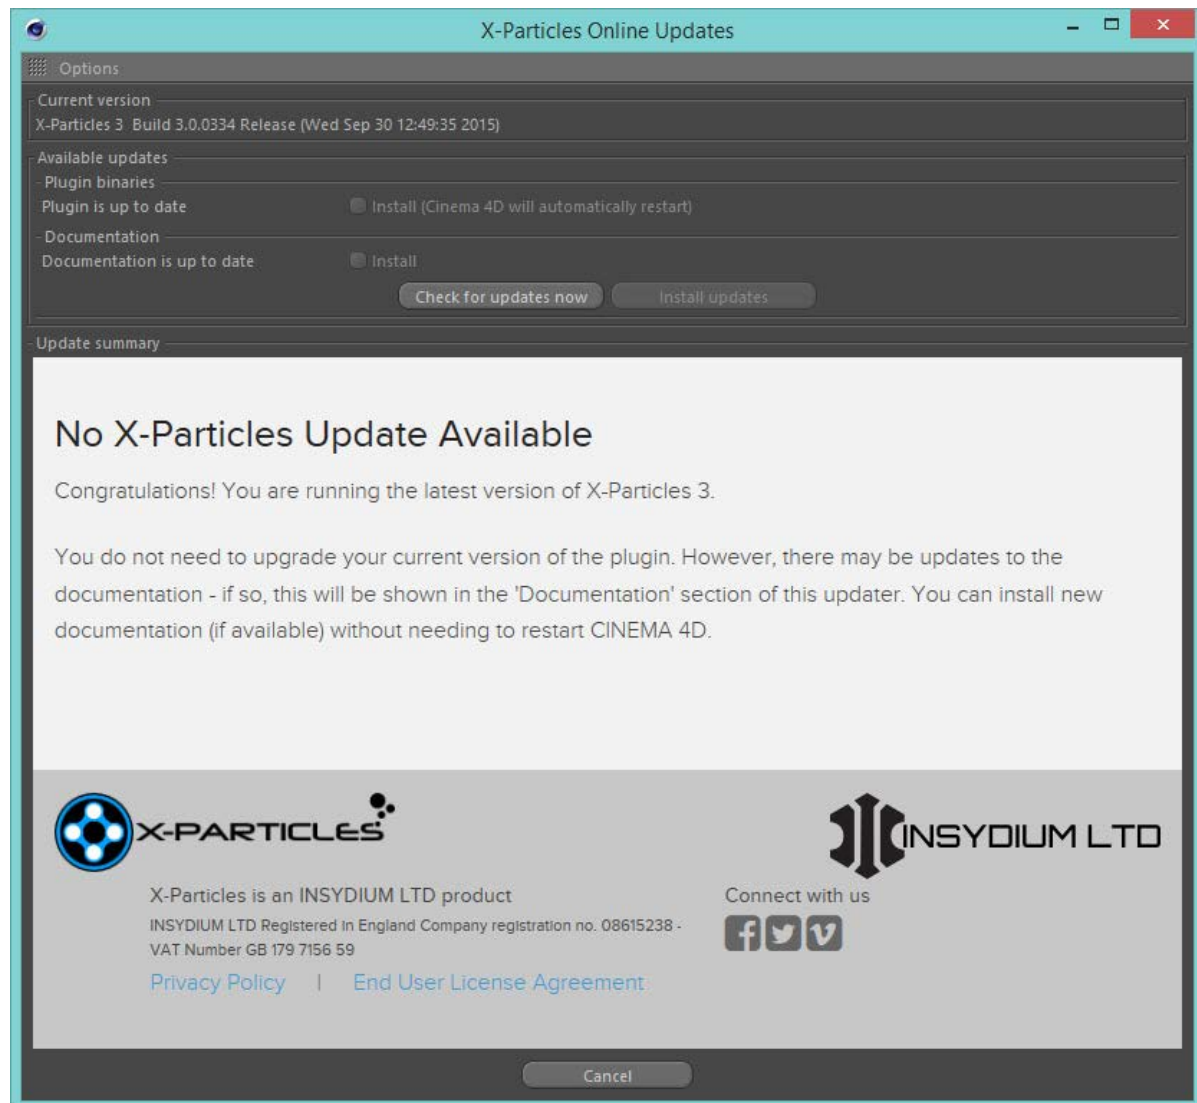 X-Particles Online Updates
Options
Current version
X-Particles 3 Build 3.0.0334 Release (Wed Sep 30 12:49:35 2015)
Available updates
Plugin binaries
Plugin is up to date Install (Cinema 4D will automatically restart)
Documentation
Documentation is up to date Install
Check for updates now Install updates
Update summary
No X-Particles Update Available
Congratulations! You are running the latest version of X-Particles 3.
You do not need to upgrade your current version of the plugin. However, there may be updates to the
documentation - if so, this will be shown in the 'Documentation' section of this updater. You can install new
documentation (if available) without needing to restart CINEMA 4D.
X-PARTICLES
INSYDIUM LTD
X-Particles is an INSYDIUM LTD product
INSYDIUM LTD Registered in England Company registration no. 08615238 -
VAT Number GB 179 7156 59
Privacy Policy | End User License Agreement
Connect with us
Cancel